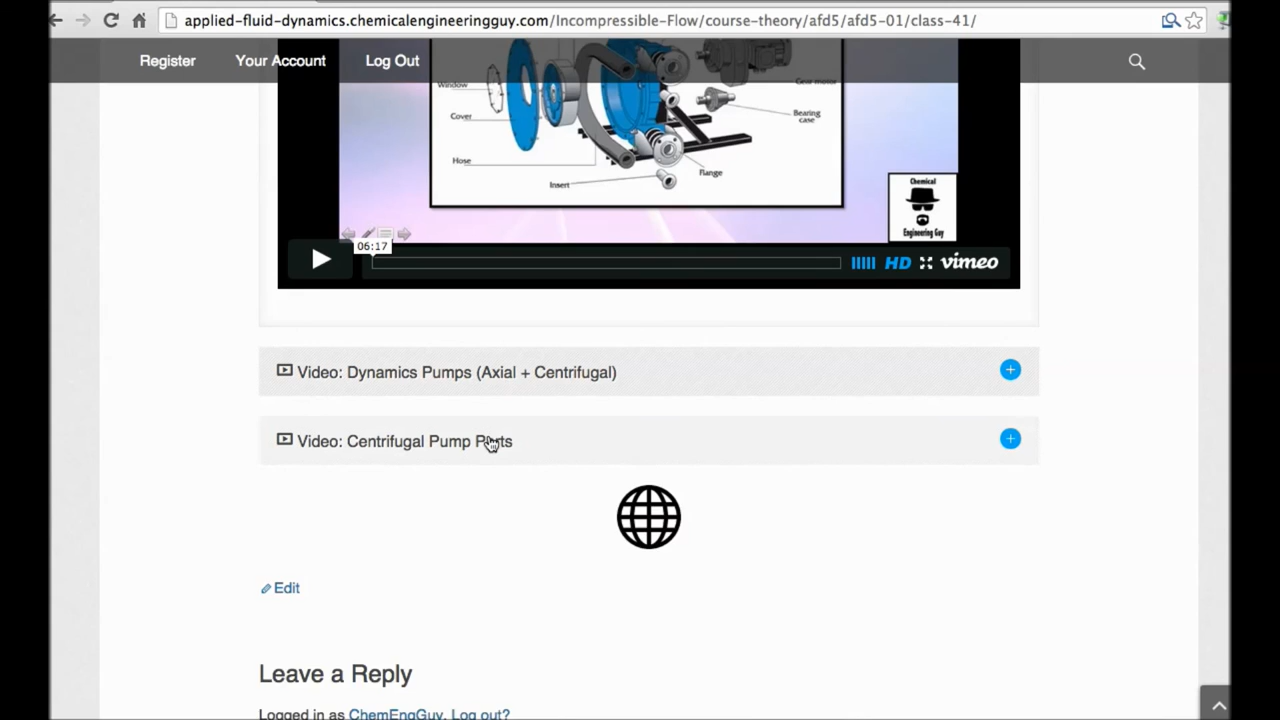 applied-fluid-dynamics.chemicalengineeringguy.com/Incompressible-Flow/course-theory/afd5/afd5-01/class-41/
Register Your Account Log Out
Window
Cover
Hose
Insert
Flange
Bearing
case
Gear motor
Chemical
Engineering Guy
06:17
HD vimeo
Video: Dynamics Pumps (Axial + Centrifugal)
Video: Centrifugal Pump Parts
Edit
Leave a Reply
Logged in as ChemEngGuy. Log out?